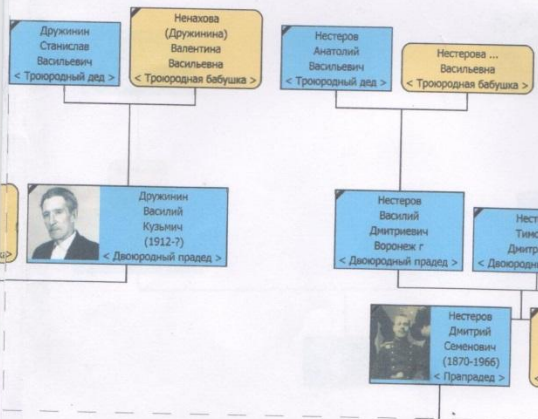 Дружинин
Станислав
Васильевич
< Троюродный дед >
Ненахова
(Дружинина)
Валентина
Васильевна
< Троюродная бабушка >
Нестеров
Анатолий
Васильевич
< Троюродный дед >
Нестерова ...
Васильевна
< Троюродная бабушка >
Дружинин
Василий
Кузьмич
(1912-?)
< Двоюродный прадед >
Нестеров
Василий
Дмитриевич
Воронеж г
< Двоюродный прадед >
Нестеров
Дмитрий
Семенович
(1870-1966)
< Прапрадед >